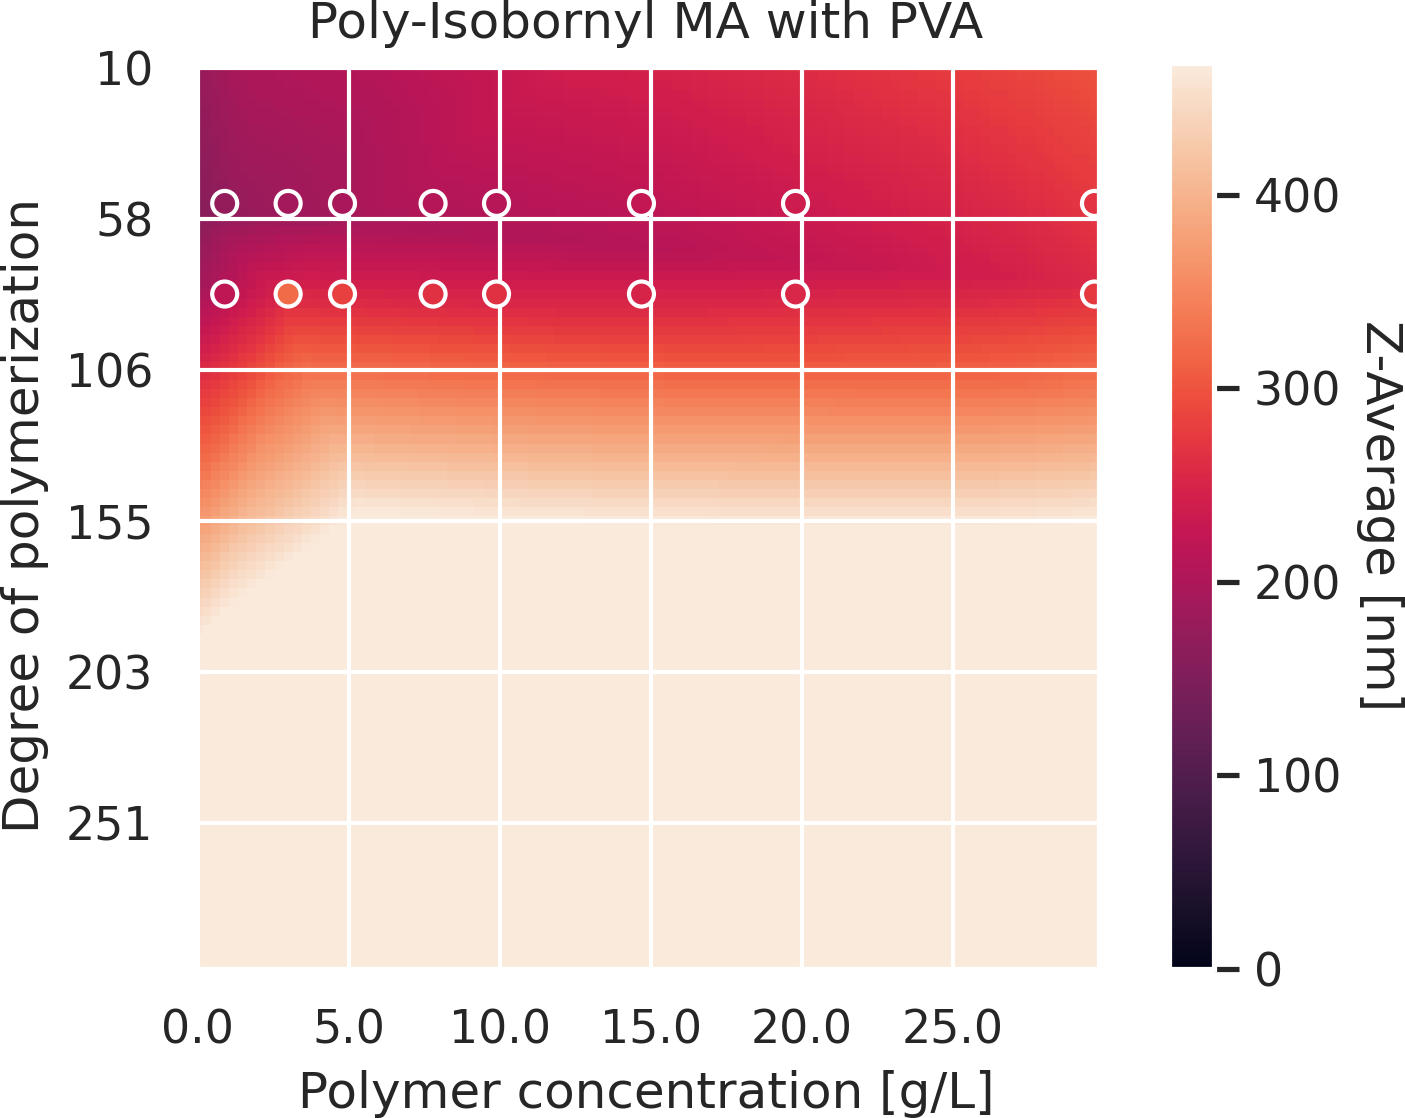 Poly-Isobornyl MA with PVA
10
58
106
155
203
251
Degree of polymerization
0.0 5.0 10.0 15.0 20.0 25.0
Polymer concentration [g/L]
400
300
200
100
0
Z-Average [nm]